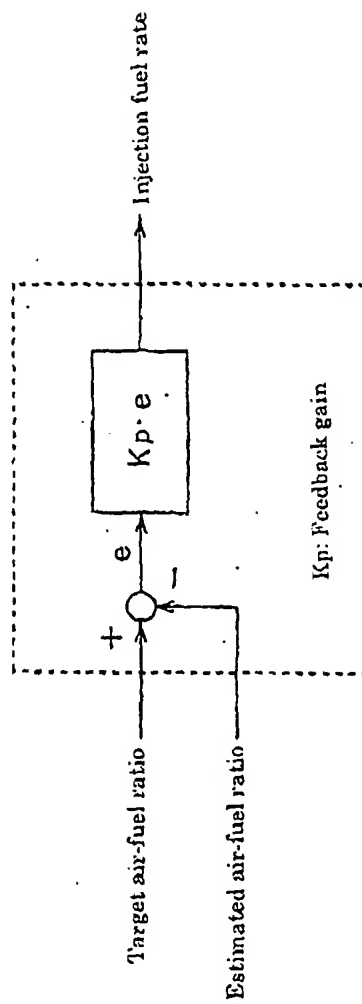 Target air-fuel ratio
Estimated air-fuel ratio
+
−
e
Kp·e
Kp: Feedback gain
Injection fuel rate